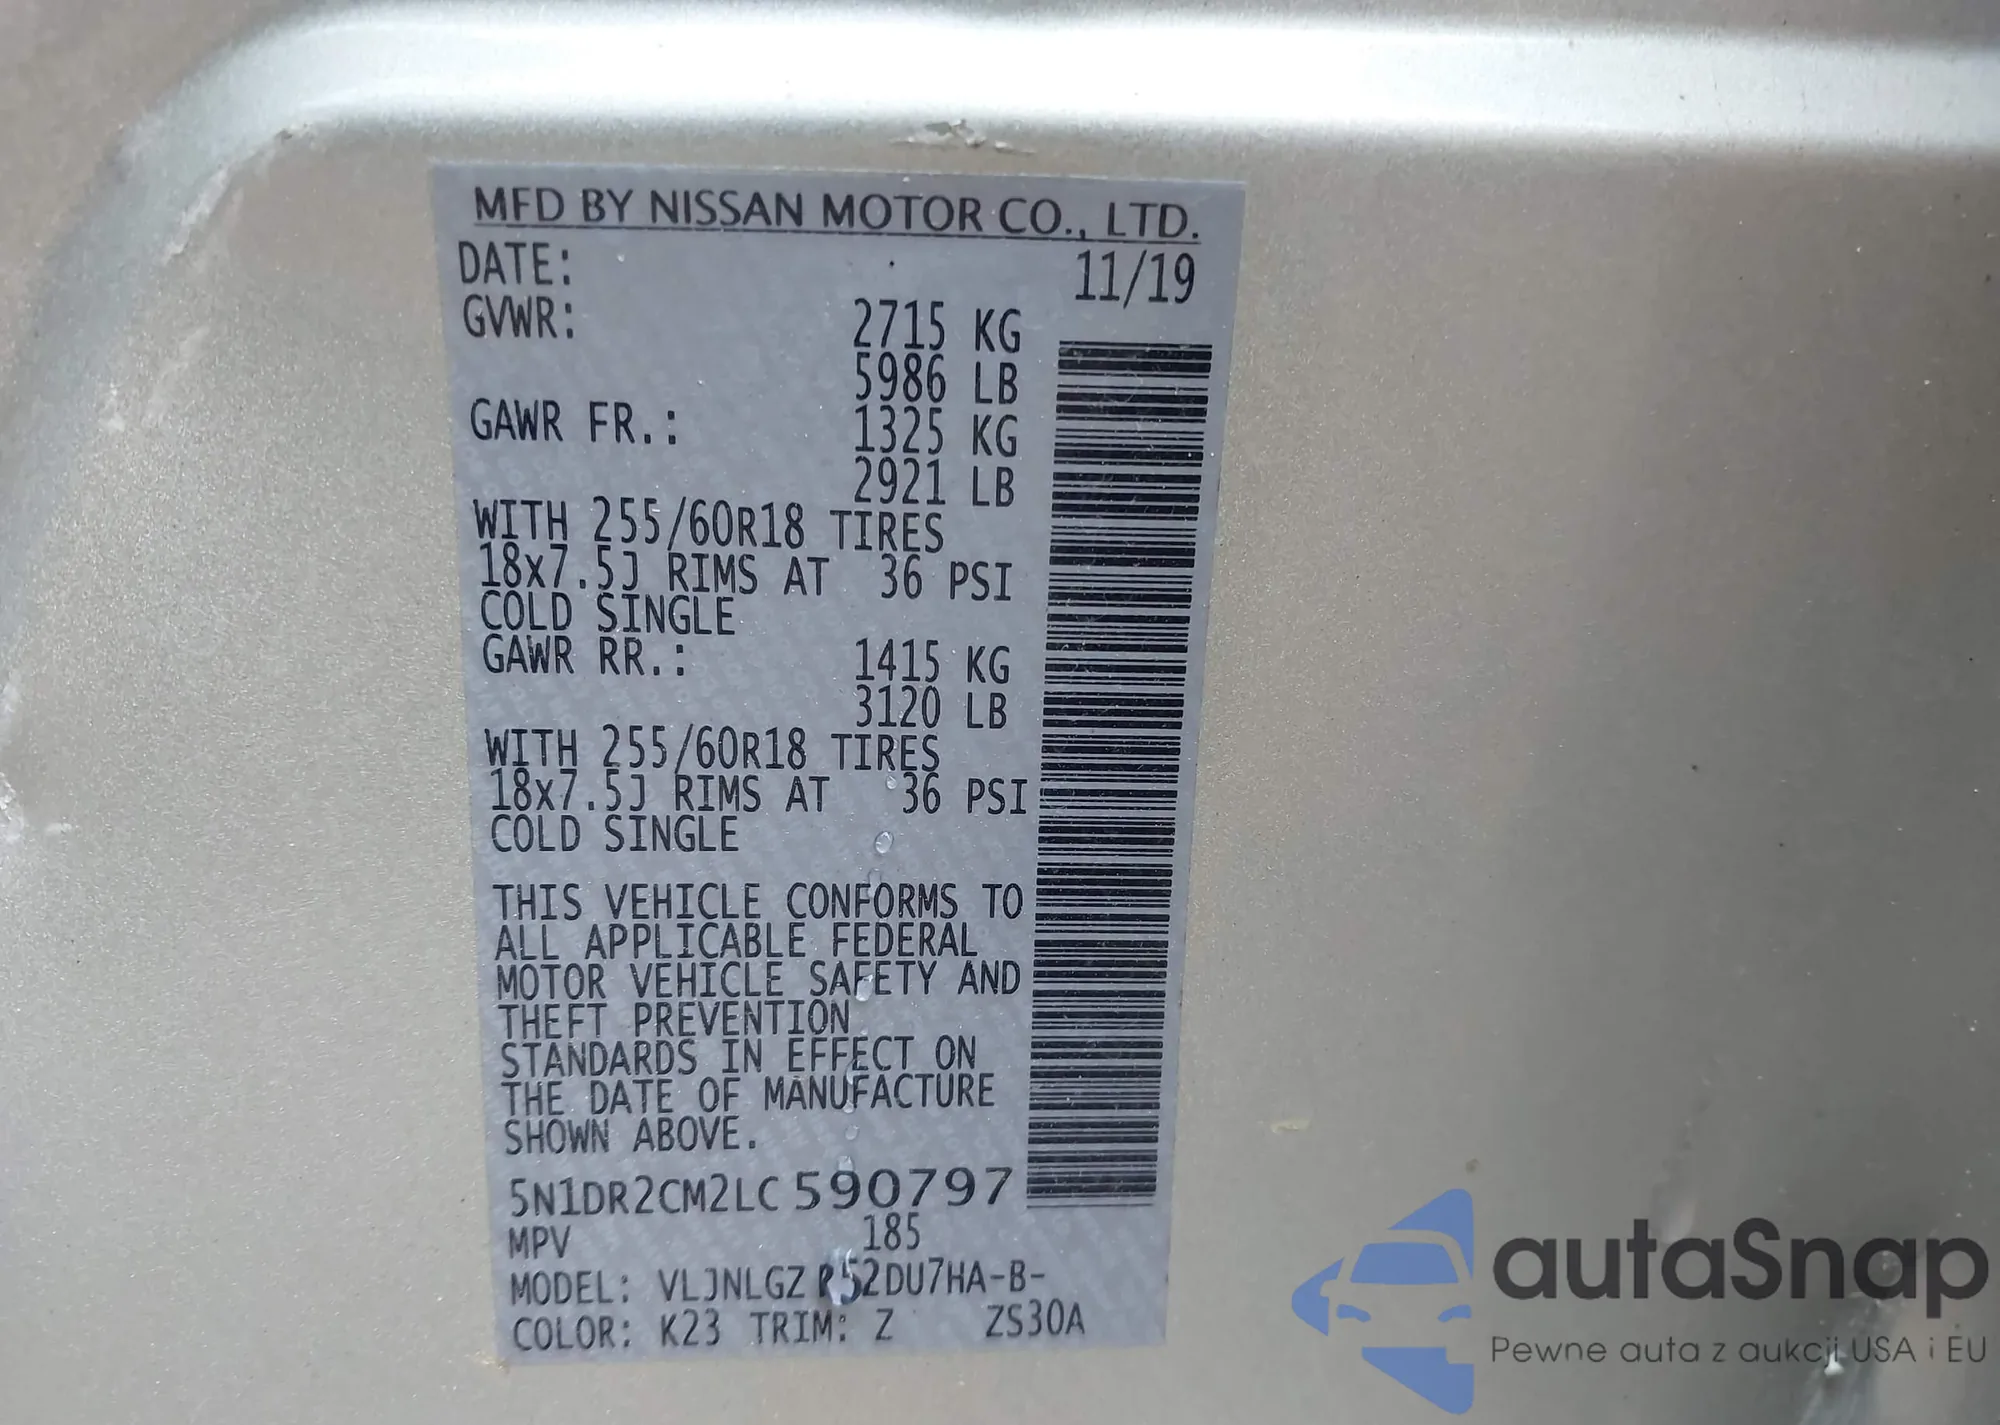 MFD BY NISSAN MOTOR CO., LTD.
DATE: 11/19
GVWR: 2715 KG
5986 LB
GAWR FR.: 1325 KG
2921 LB
WITH 255/60R18 TIRES
18x7.5J RIMS AT 36 PSI
COLD SINGLE
GAWR RR.: 1415 KG
3120 LB
WITH 255/60R18 TIRES
18x7.5J RIMS AT 36 PSI
COLD SINGLE
THIS VEHICLE CONFORMS TO
ALL APPLICABLE FEDERAL
MOTOR VEHICLE SAFETY AND
THEFT PREVENTION
STANDARDS IN EFFECT ON
THE DATE OF MANUFACTURE
SHOWN ABOVE.
5N1DR2CM2LC590797
MPV 185
MODEL: VLJNLGZ R52DU7HA-B-
COLOR: K23 TRIM: Z ZS30A
autaSnap
Pewne auta z aukcji USA i EU